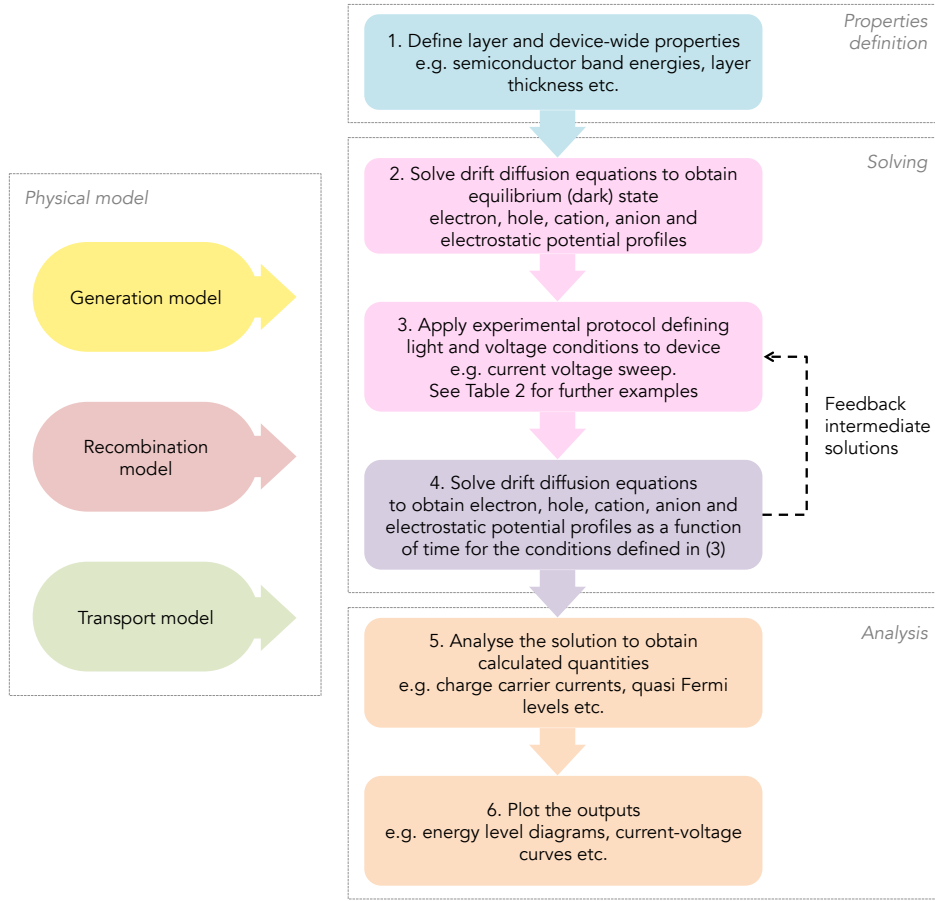 Properties
definition
1. Define layer and device-wide properties
e.g. semiconductor band energies, layer
thickness etc.
Solving
2. Solve drift diffusion equations to obtain
equilibrium (dark) state
electron, hole, cation, anion and
electrostatic potential profiles
3. Apply experimental protocol defining
light and voltage conditions to device
e.g. current voltage sweep.
See Table 2 for further examples
Feedback
intermediate
solutions
4. Solve drift diffusion equations
to obtain electron, hole, cation, anion and
electrostatic potential profiles as a function
of time for the conditions defined in (3)
Physical model
Generation model
Recombination
model
Transport model
Analysis
5. Analyse the solution to obtain
calculated quantities
e.g. charge carrier currents, quasi Fermi
levels etc.
6. Plot the outputs
e.g. energy level diagrams, current-voltage
curves etc.